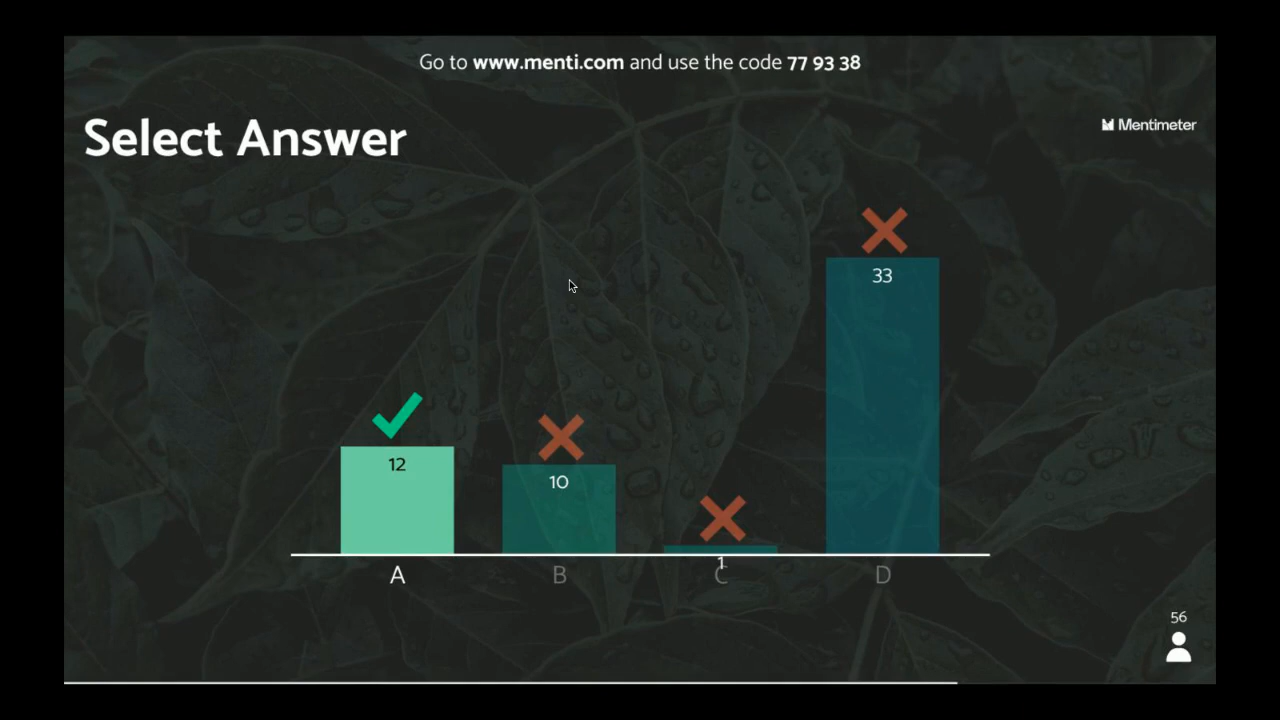 Go to www.menti.com and use the code 77 93 38
Select Answer
Mentimeter
33
12
10
1
A
B
C
D
56